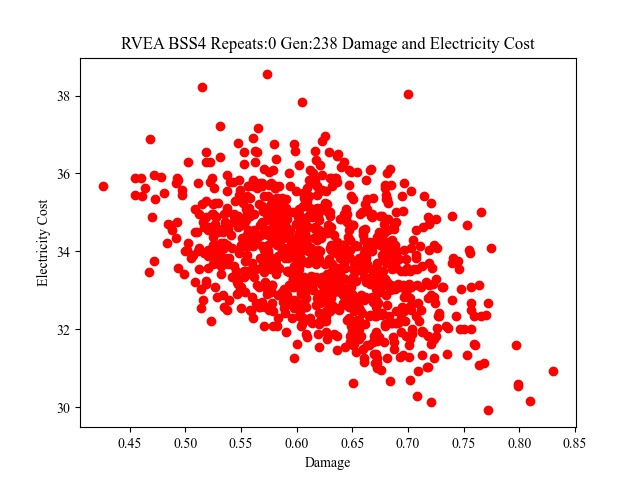 RVEA BSS4 Repeats:0 Gen:238 Damage and Electricity Cost
38
36
34
32
30
Electricity Cost
0.45 0.50 0.55 0.60 0.65 0.70 0.75 0.80 0.85
Damage